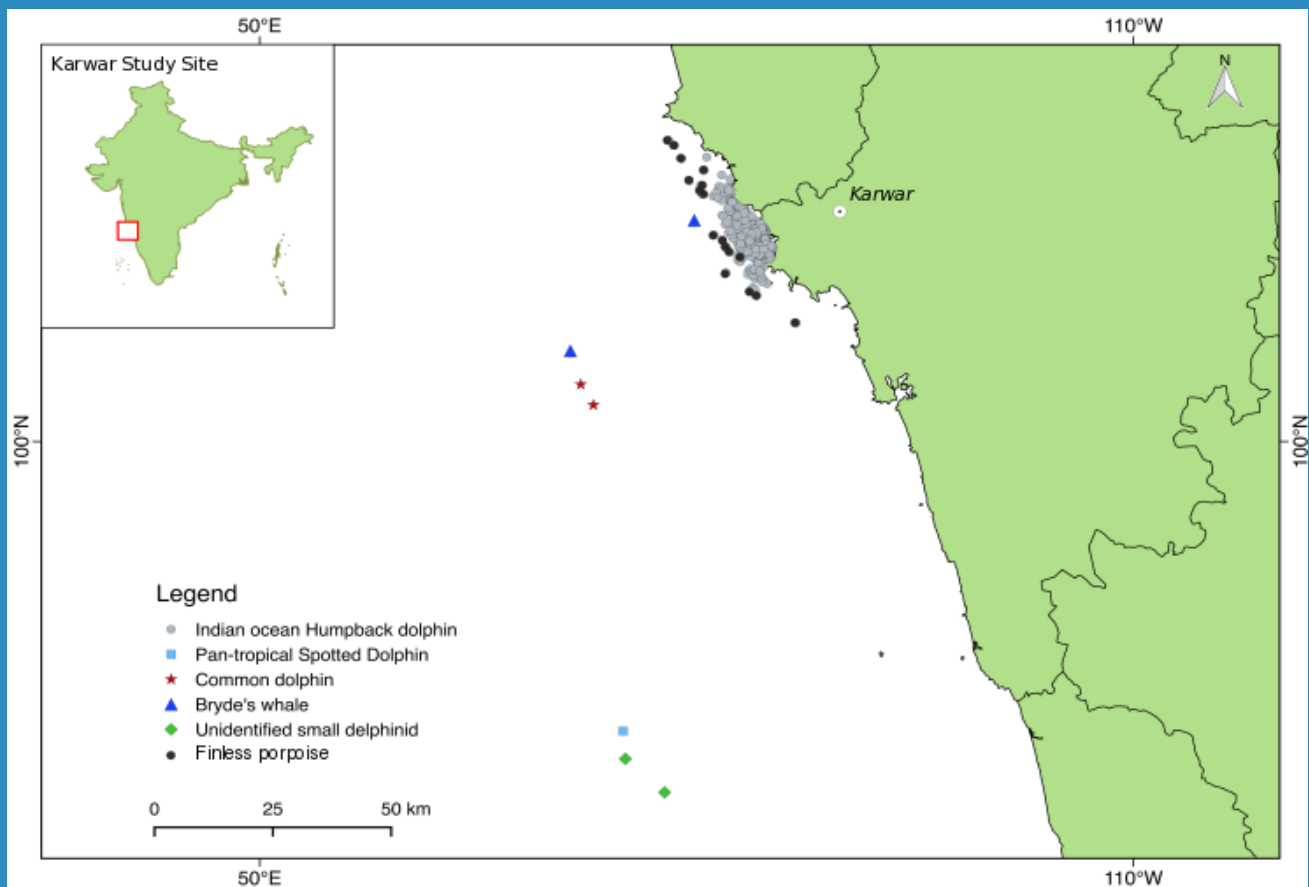 50°E
110°W
Karwar Study Site
N
Karwar
100°N
100°N
Legend
Indian ocean Humpback dolphin
Pan-tropical Spotted Dolphin
Common dolphin
Bryde's whale
Unidentified small delphinid
Finless porpoise
0 25 50 km
50°E
110°W